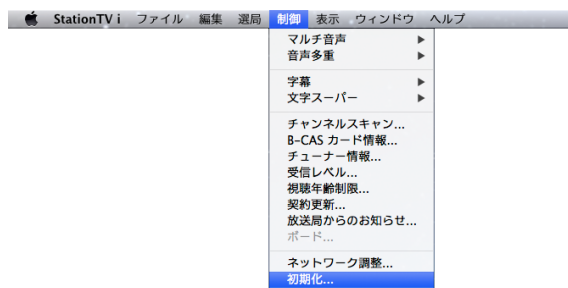 StationTV i ファイル 編集 選局 制御 表示 ウィンドウ ヘルプ
マルチ音声
音声多重
字幕
文字スーパー
チャンネルスキャン...
B-CAS カード情報...
チューナー情報...
受信レベル...
視聴年齢制限...
契約更新...
放送局からのお知らせ...
ボード...
ネットワーク調整...
初期化...